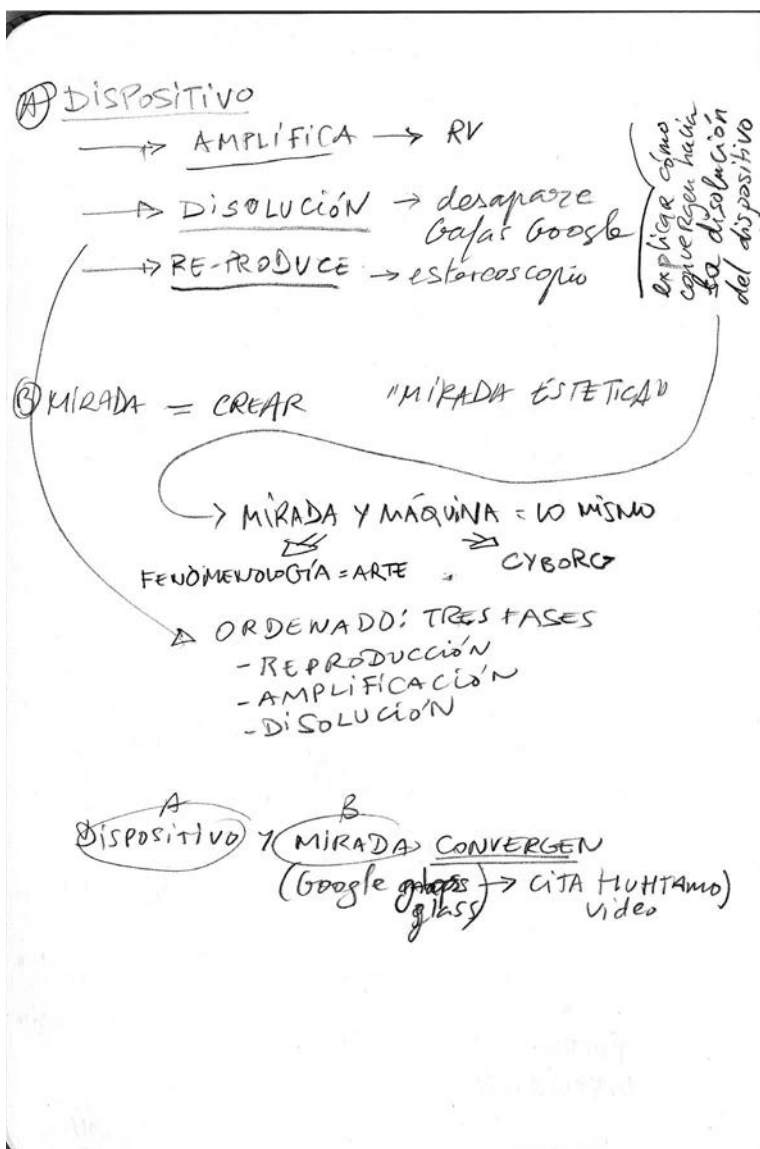 A DISPOSITIVO
AMPLIFICA → RV
DISOLUCIÓN → desaparze
Gafas Google
RE-PRODUCE → estereoscopio
explicar cómo
convergen hacia
la disolución
del dispositivo
B MIRADA = CREAR "MIRADA ESTETICA"
MIRADA Y MÁQUINA = LO MISMO
FENOMENOLOGÍA = ARTE . CYBORG
ORDENADO: TRES FASES
- REPRODUCCIÓN
- AMPLIFICACIÓN
- DISOLUCIÓN
A B
DISPOSITIVO Y MIRADA CONVERGEN
(Google glass) → CITA HUHTAMO)
video